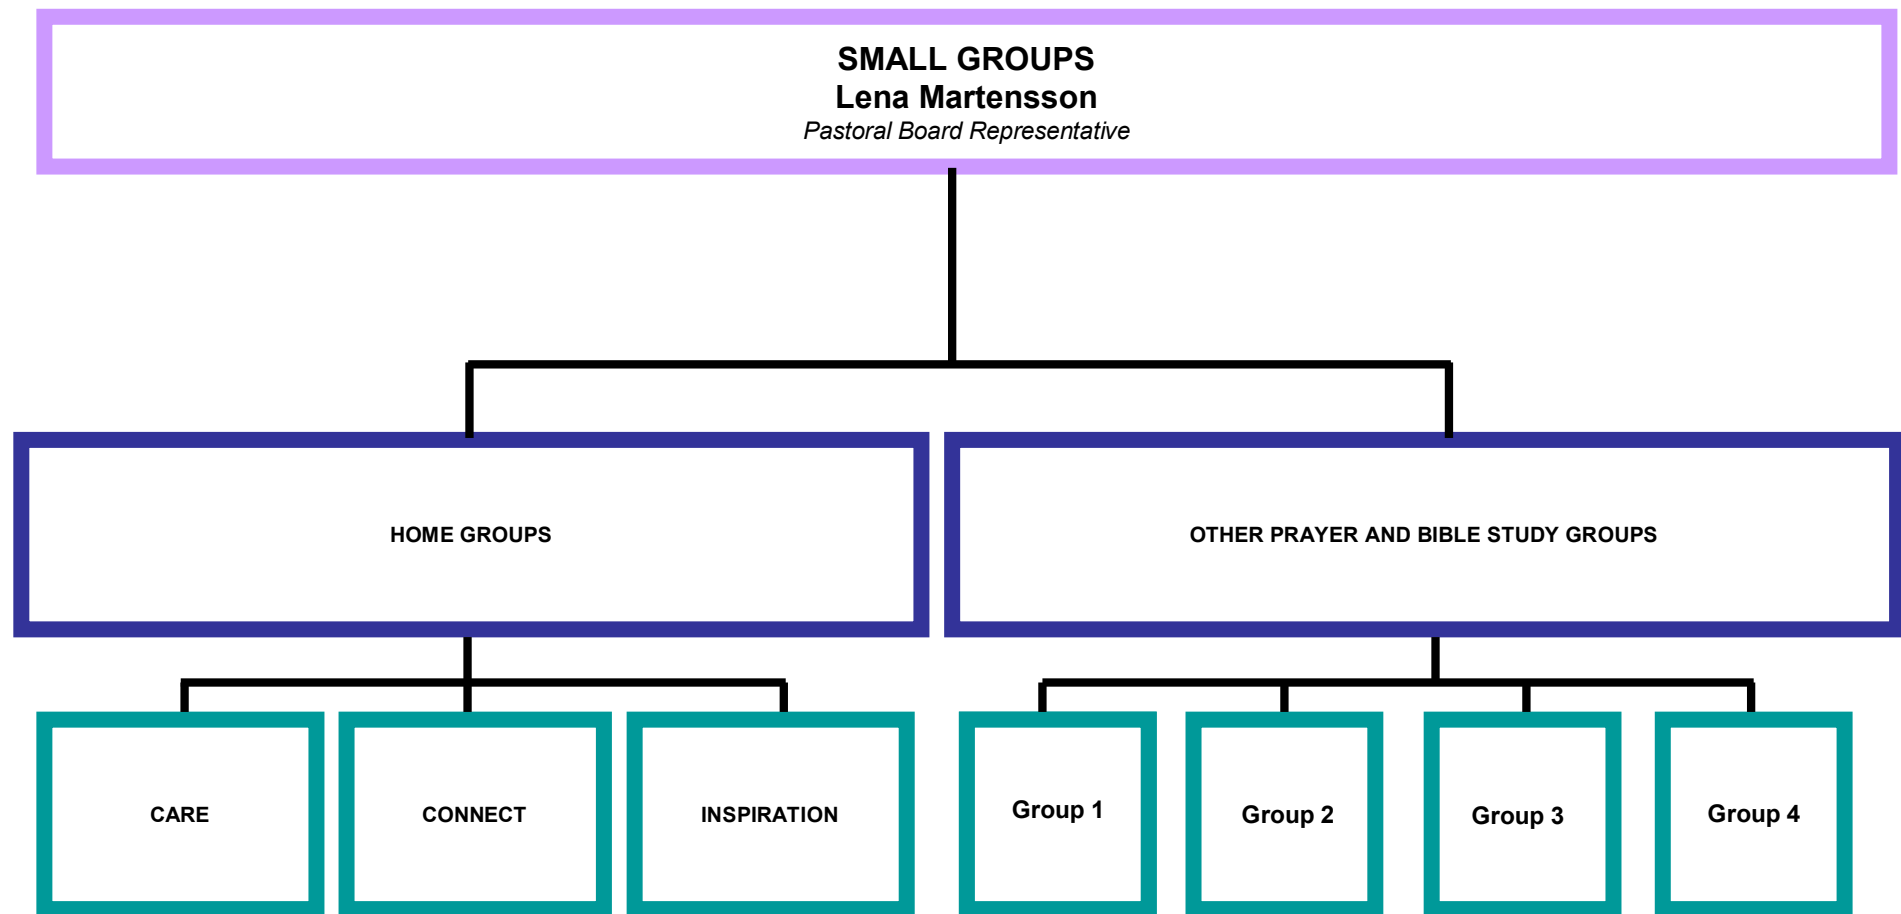 SMALL GROUPS
Lena Martensson
Pastoral Board Representative
HOME GROUPS
OTHER PRAYER AND BIBLE STUDY GROUPS
CARE
CONNECT
INSPIRATION
Group 1
Group 2
Group 3
Group 4